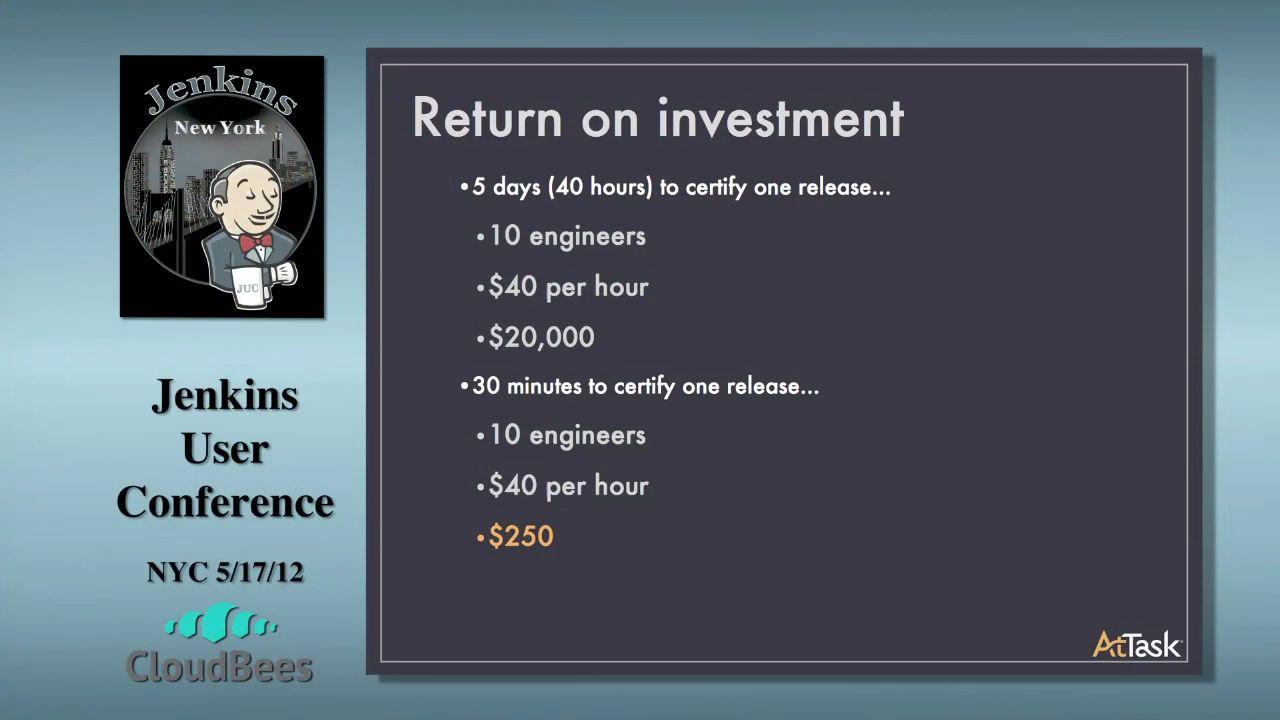 Jenkins
New York
JUC
Jenkins
User
Conference
NYC 5/17/12
CloudBees
Return on investment
•5 days (40 hours) to certify one release...
•10 engineers
•$40 per hour
•$20,000
•30 minutes to certify one release...
•10 engineers
•$40 per hour
•$250
AtTask